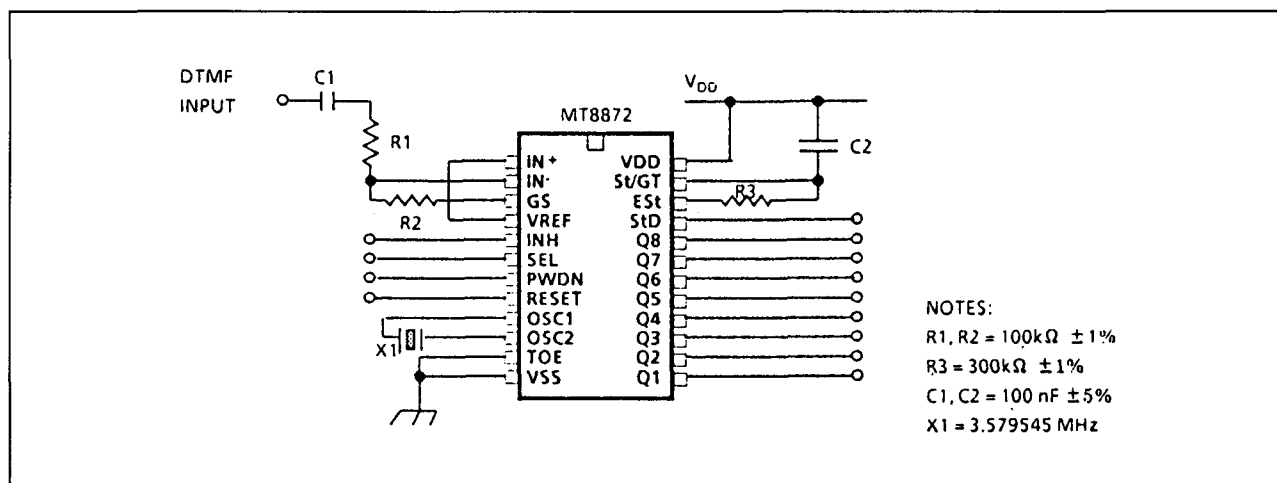 DTMF
INPUT
C1
R1
R2
X1
MT8872
IN+
IN-
GS
VREF
INH
SEL
PWDN
RESET
OSC1
OSC2
TOE
VSS
VDD
St/GT
ESt
StD
Q8
Q7
Q6
Q5
Q4
Q3
Q2
Q1
VDD
C2
R3
NOTES:
R1, R2 = 100kΩ ±1%
R3 = 300kΩ ±1%
C1, C2 = 100 nF ±5%
X1 = 3.579545 MHz